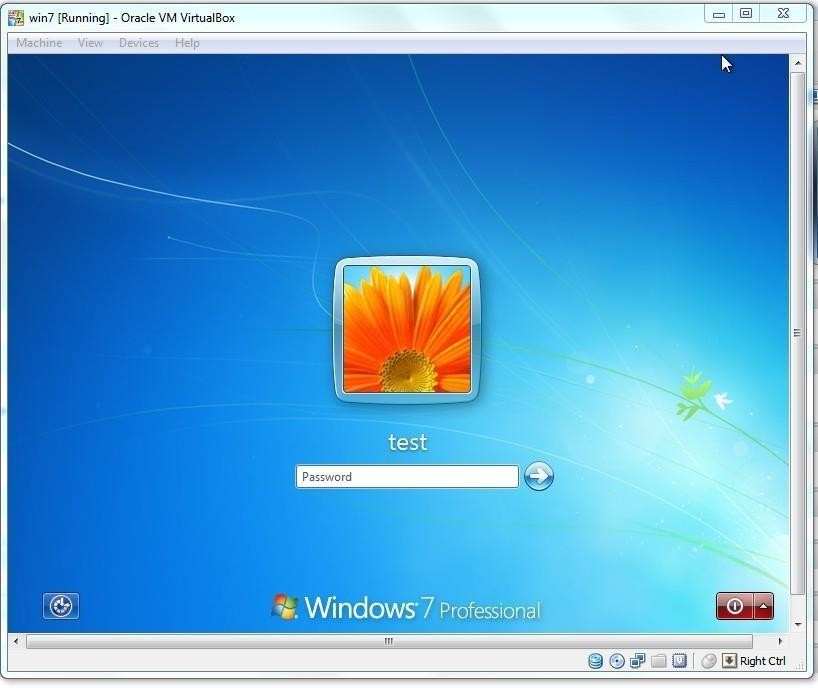 win7 [Running] - Oracle VM VirtualBox
Machine View Devices Help
test
Password
Windows 7 Professional
Right Ctrl